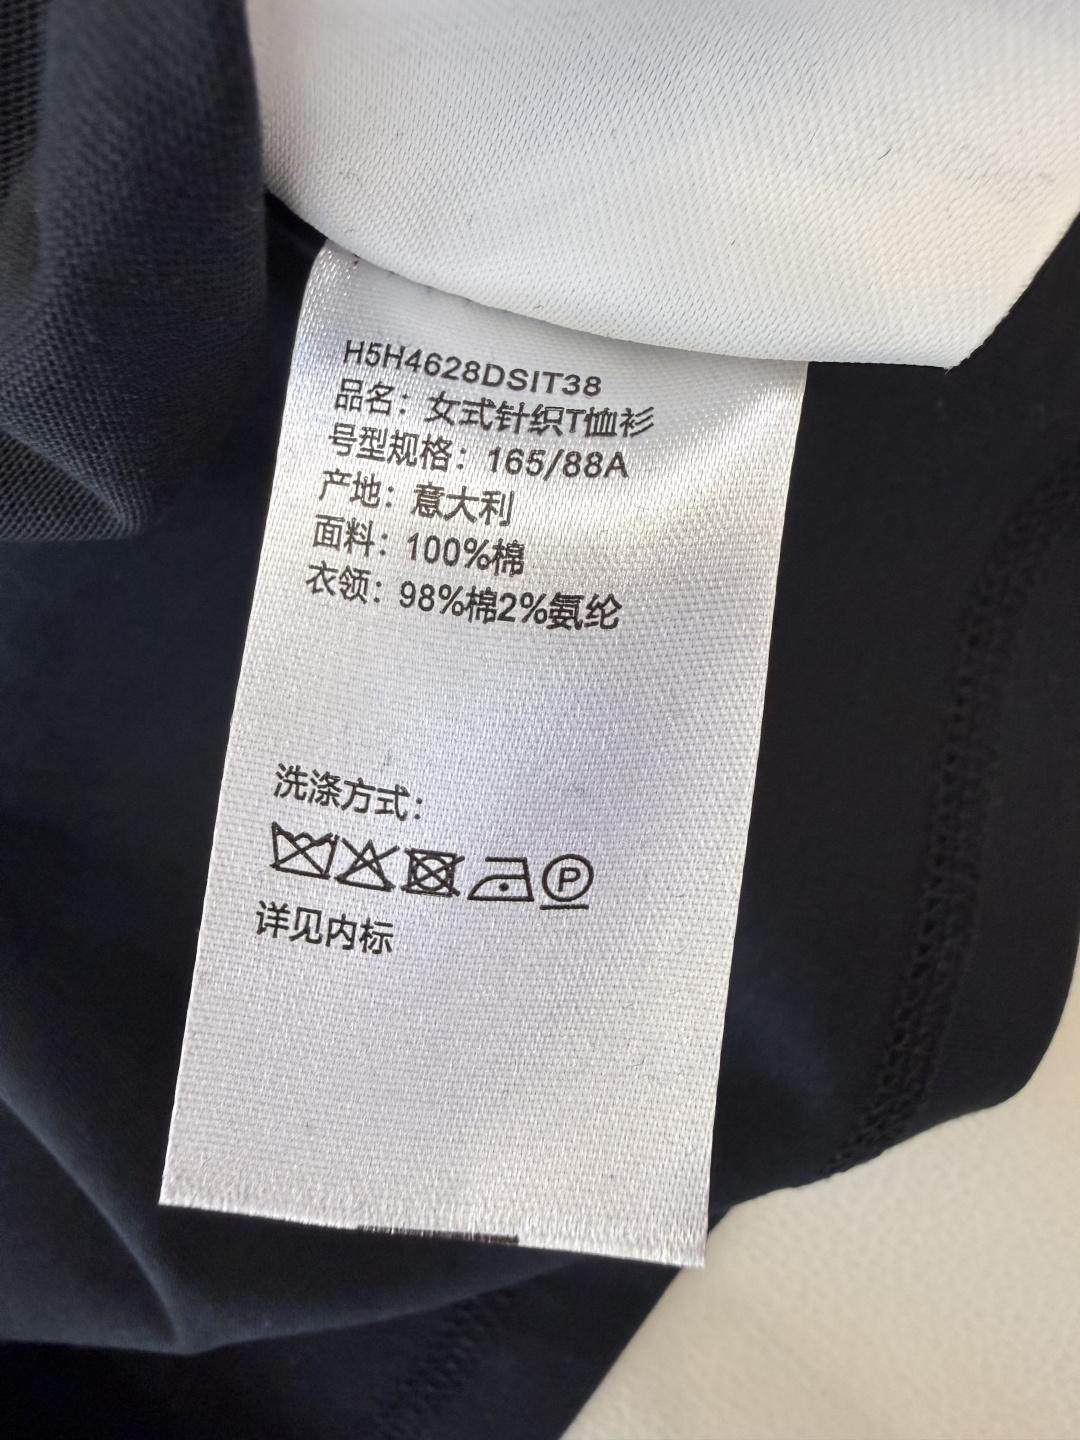 H5H4628DSIT38
品名：女式针织T恤衫
号型规格：165/88A
产地：意大利
面料：100%棉
衣领：98%棉2%氨纶
洗涤方式：
P
详见内标